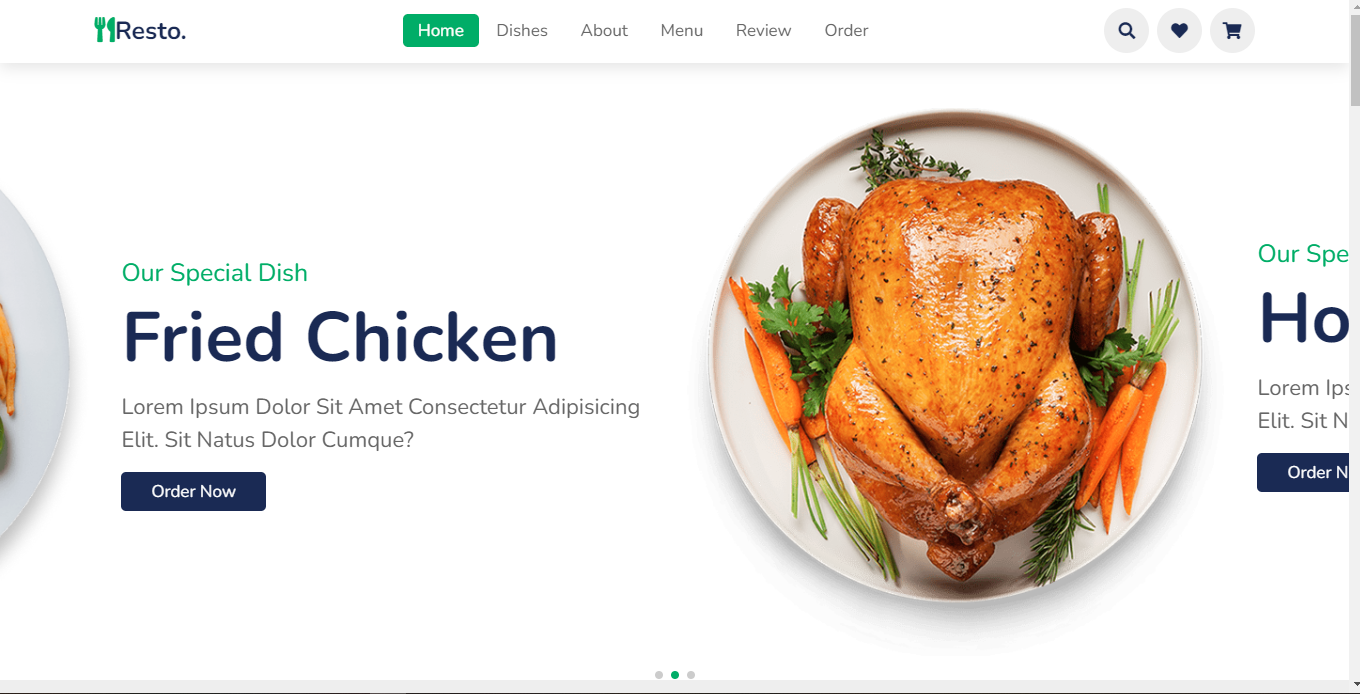 Resto.
Home Dishes About Menu Review Order
Our Special Dish
Fried Chicken
Lorem Ipsum Dolor Sit Amet Consectetur Adipisicing
Elit. Sit Natus Dolor Cumque?
Order Now
Our Spe
Ho
Lorem Ips
Elit. Sit N
Order N